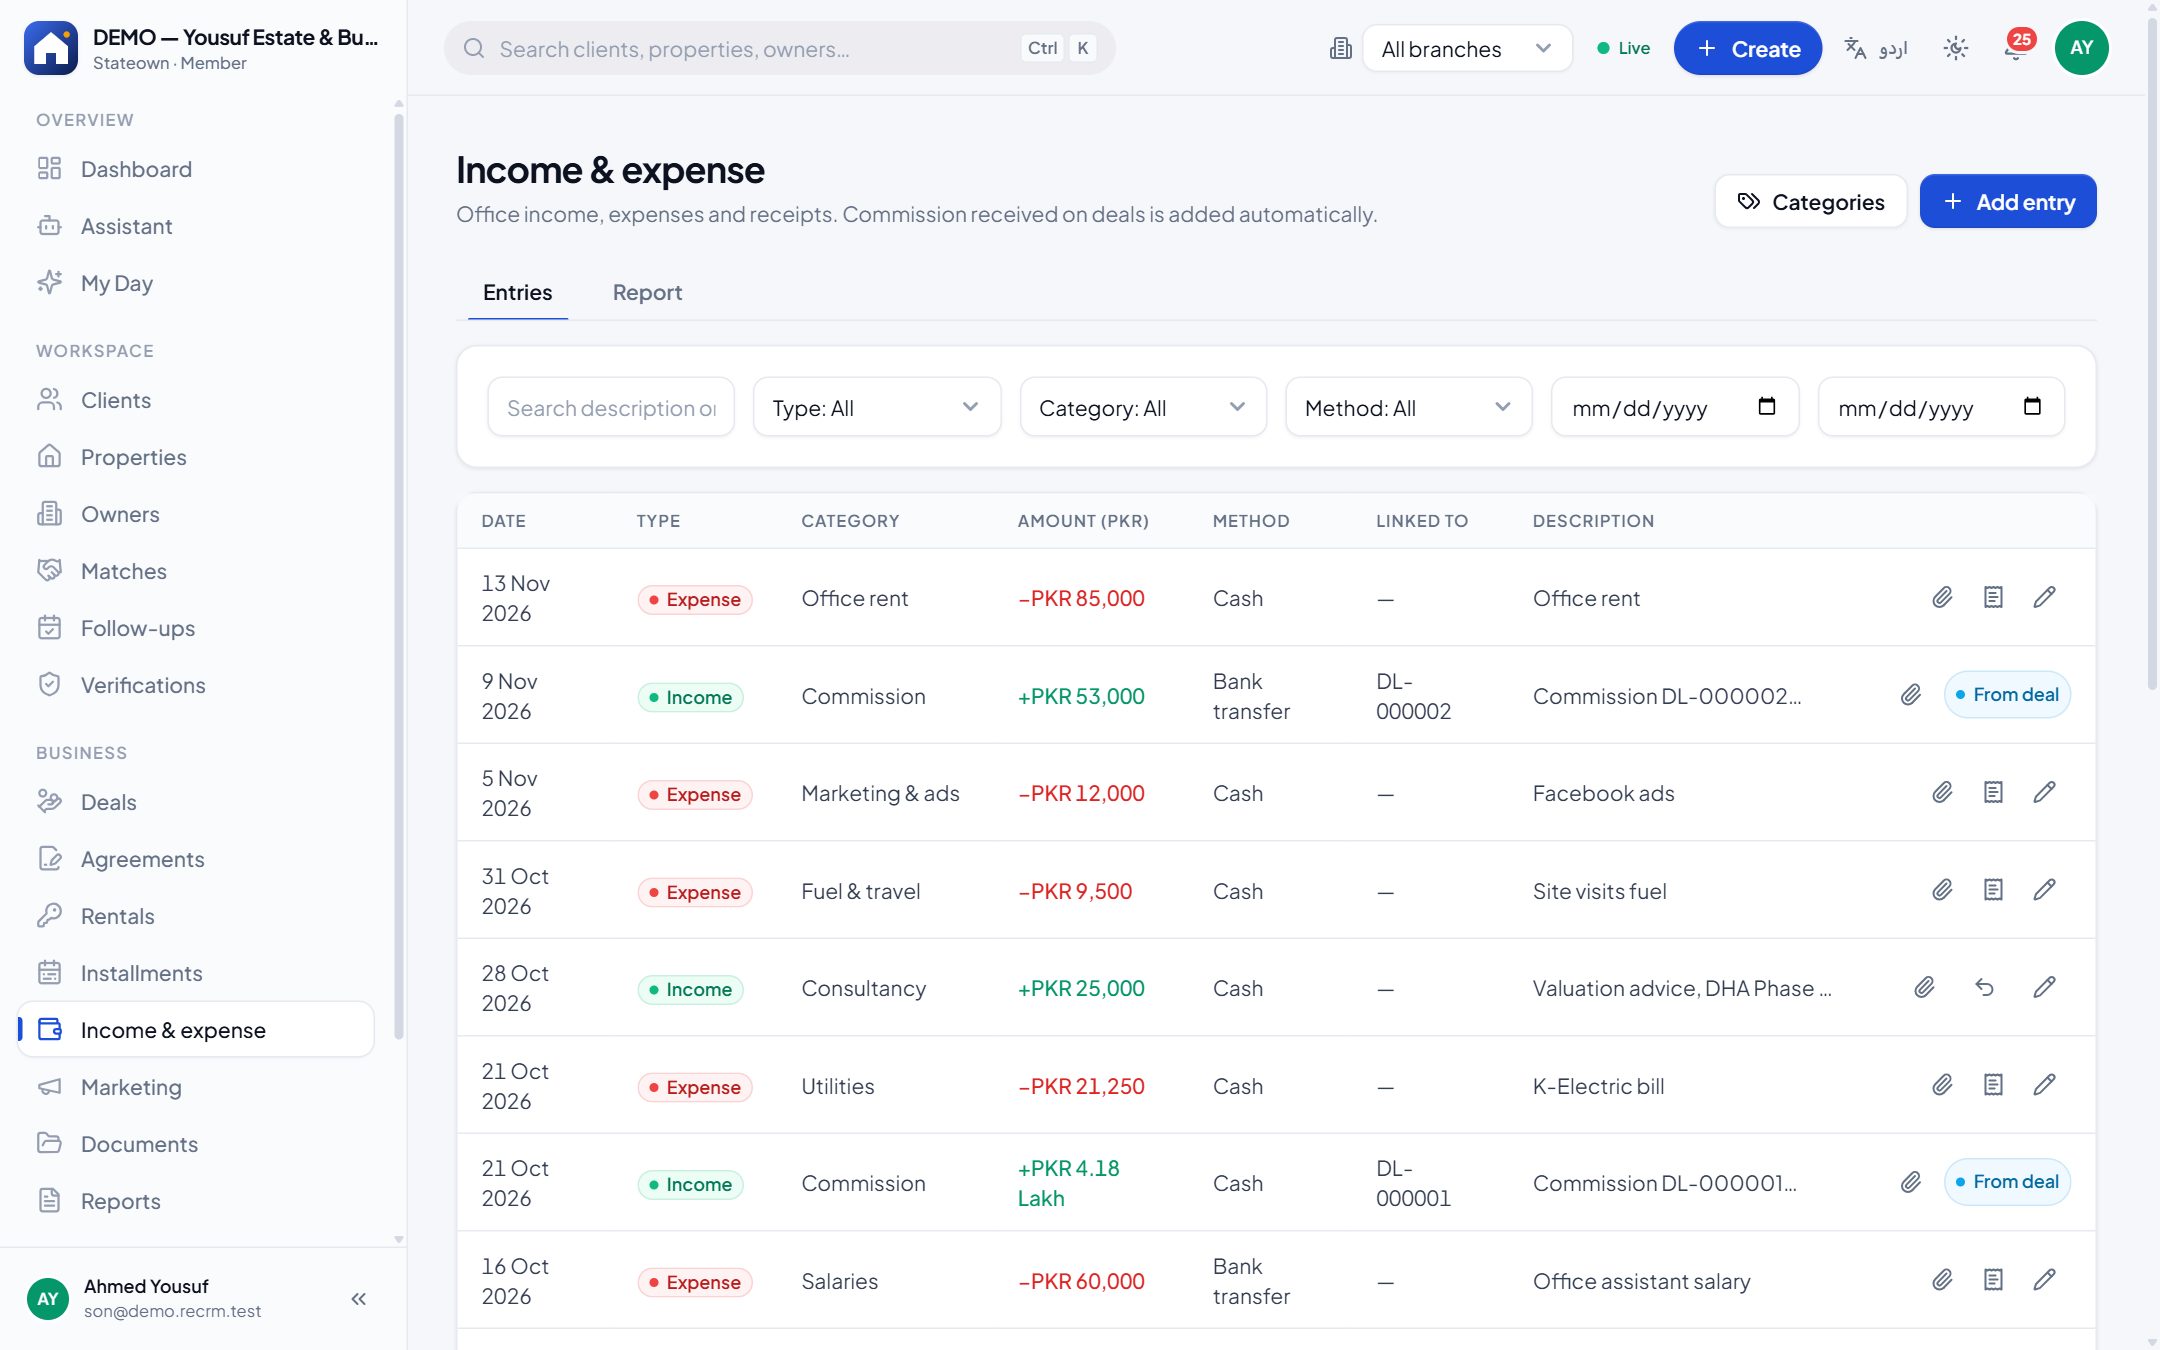 DEMO — Yousuf Estate & Bu...
Stateown · Member
OVERVIEW
Dashboard
Assistant
My Day
WORKSPACE
Clients
Properties
Owners
Matches
Follow-ups
Verifications
BUSINESS
Deals
Agreements
Rentals
Installments
Income & expense
Marketing
Documents
Reports
AY
Ahmed Yousuf
son@demo.recrm.test
Search clients, properties, owners...
Ctrl K
All branches
Live
Create
اردو
25
AY
Income & expense
Office income, expenses and receipts. Commission received on deals is added automatically.
Categories
Add entry
Entries
Report
Search description or
Type: All
Category: All
Method: All
mm/dd/yyyy
mm/dd/yyyy
DATE TYPE CATEGORY AMOUNT (PKR) METHOD LINKED TO DESCRIPTION
13 Nov 2026 Expense Office rent –PKR 85,000 Cash — Office rent
9 Nov 2026 Income Commission +PKR 53,000 Bank transfer DL-000002 Commission DL-000002... From deal
5 Nov 2026 Expense Marketing & ads –PKR 12,000 Cash — Facebook ads
31 Oct 2026 Expense Fuel & travel –PKR 9,500 Cash — Site visits fuel
28 Oct 2026 Income Consultancy +PKR 25,000 Cash — Valuation advice, DHA Phase ...
21 Oct 2026 Expense Utilities –PKR 21,250 Cash — K-Electric bill
21 Oct 2026 Income Commission +PKR 4.18 Lakh Cash DL-000001 Commission DL-000001... From deal
16 Oct 2026 Expense Salaries –PKR 60,000 Bank transfer — Office assistant salary